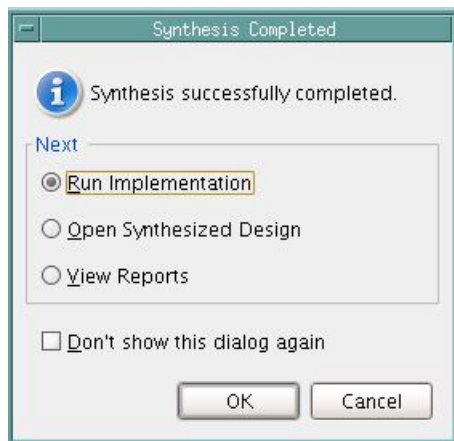 Synthesis Completed
Synthesis successfully completed.
Next
Run Implementation
Open Synthesized Design
View Reports
Don't show this dialog again
OK Cancel